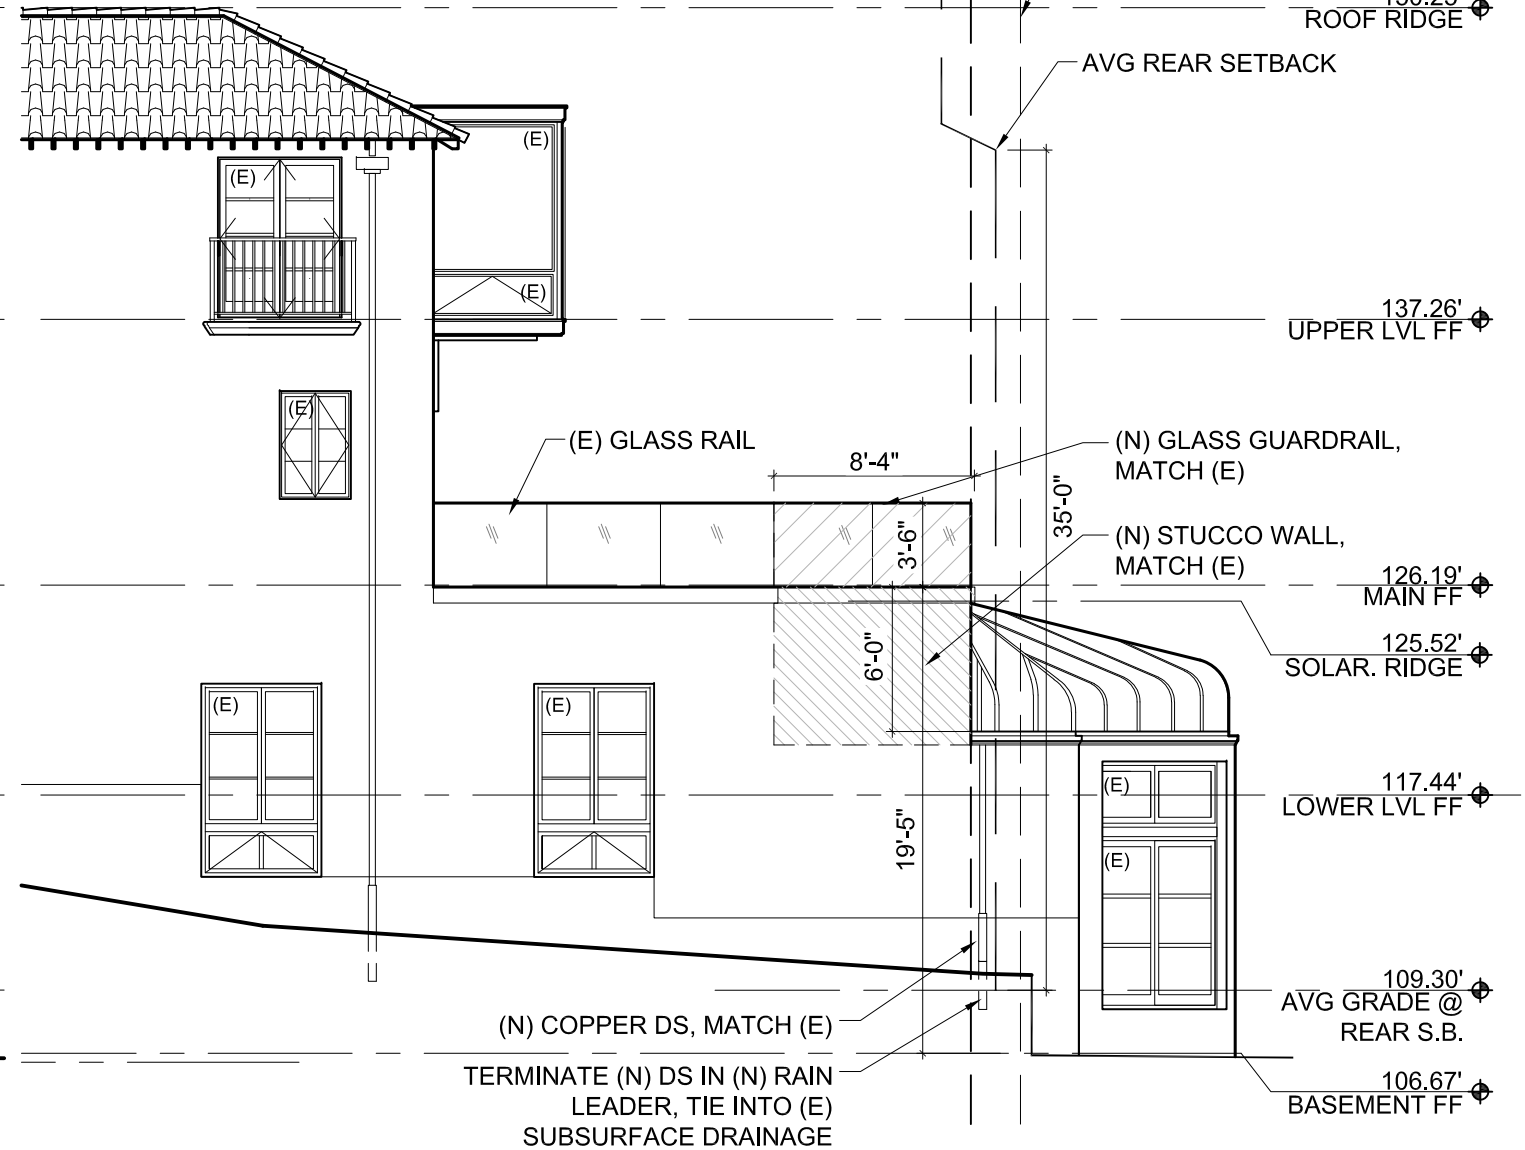 ROOF RIDGE
AVG REAR SETBACK
(E)
(E)
(E)
137.26'
UPPER LVL FF
(E)
(E) GLASS RAIL
8'-4"
(N) GLASS GUARDRAIL,
MATCH (E)
35'-0"
3'-6"
(N) STUCCO WALL,
MATCH (E)
126.19'
MAIN FF
6'-0"
125.52'
SOLAR. RIDGE
(E)
(E)
(E)
117.44'
LOWER LVL FF
19'-5"
(E)
109.30'
AVG GRADE @
REAR S.B.
(N) COPPER DS, MATCH (E)
TERMINATE (N) DS IN (N) RAIN
LEADER, TIE INTO (E)
SUBSURFACE DRAINAGE
106.67'
BASEMENT FF